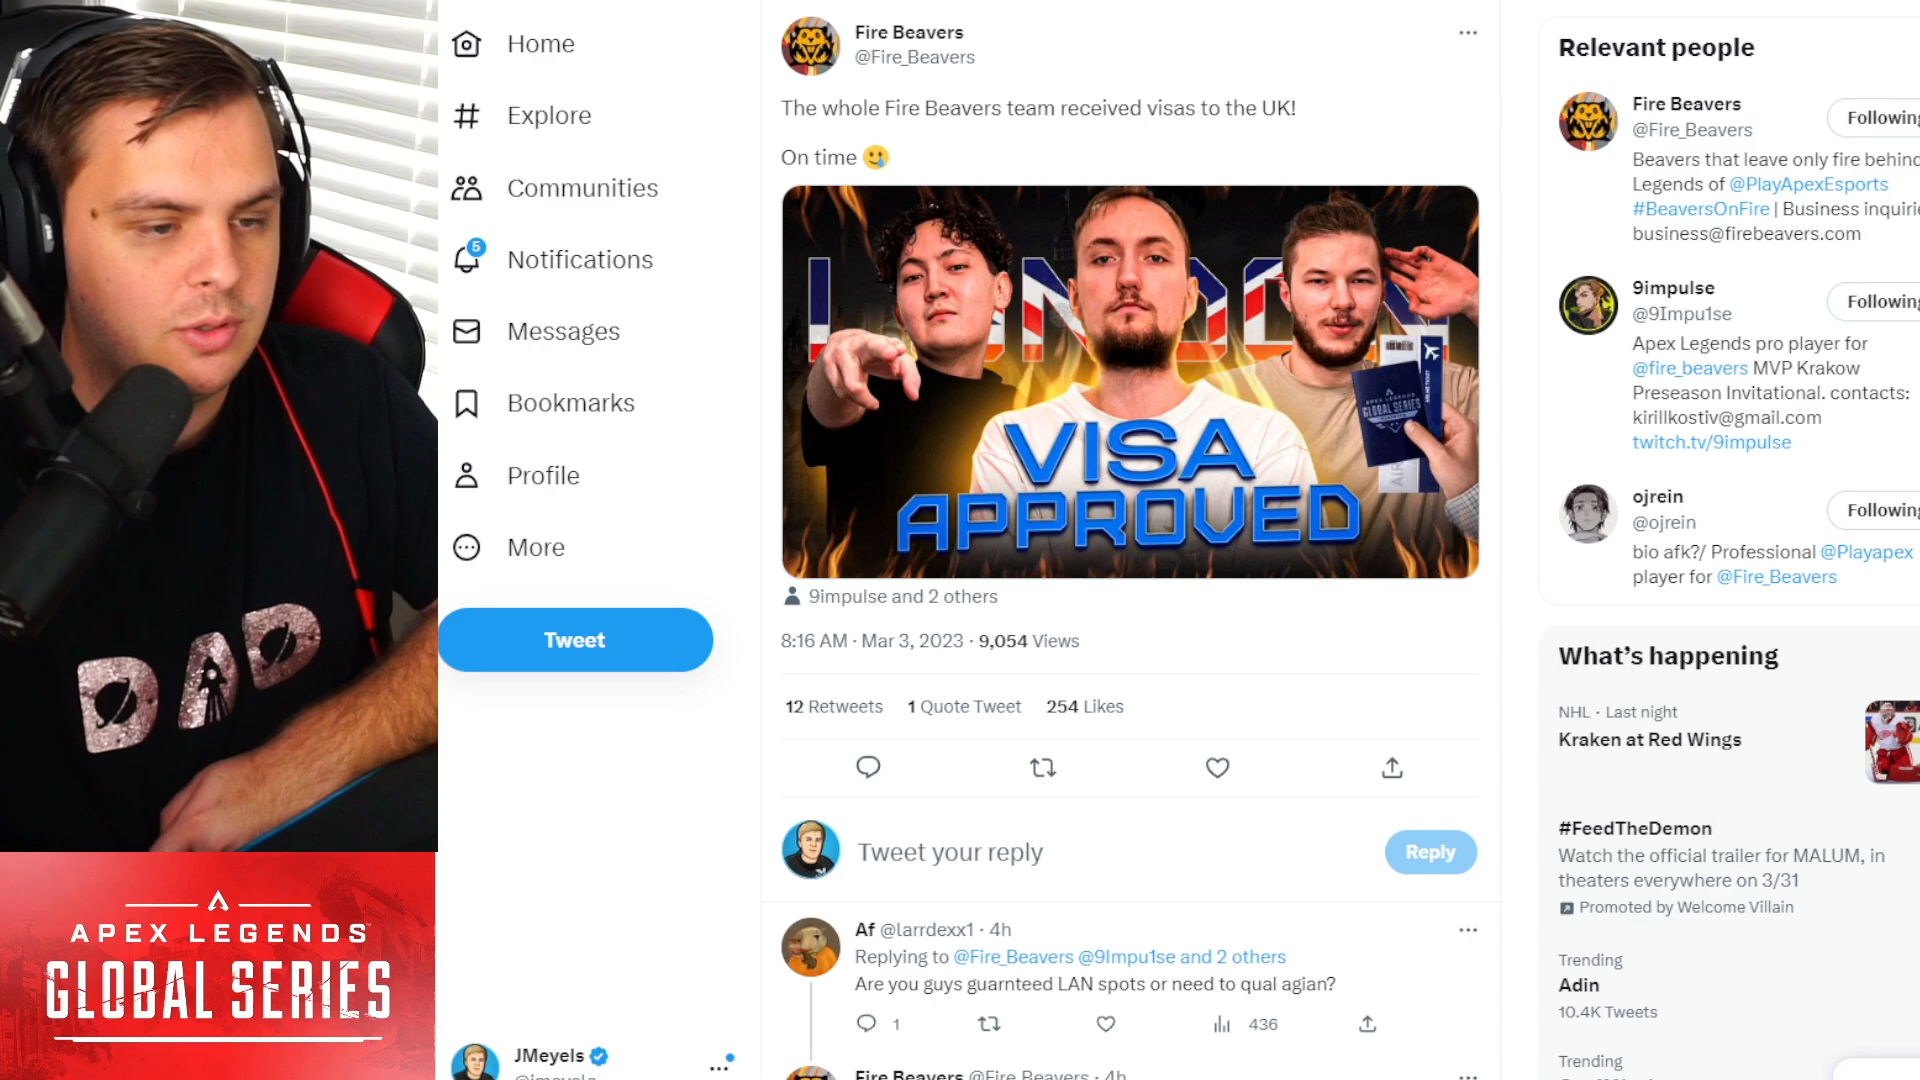 Home
Explore
Communities
5
Notifications
Messages
Bookmarks
Profile
More
Tweet
JMeyels
DAD
APEX LEGENDS
GLOBAL SERIES
Fire Beavers
@Fire_Beavers
The whole Fire Beavers team received visas to the UK!
On time
LONDON
APEX LEGENDS
GLOBAL SERIES
VISA
APPROVED
9impulse and 2 others
8:16 AM · Mar 3, 2023 · 9,054 Views
12 Retweets 1 Quote Tweet 254 Likes
Tweet your reply
Reply
Af @larrdexx1 · 4h
Replying to @Fire_Beavers @9Impu1se and 2 others
Are you guys guarnteed LAN spots or need to qual agian?
1 436
Fire Beavers @Fire_Beavers · 4h
Relevant people
Fire Beavers
@Fire_Beavers
Following
Beavers that leave only fire behind
Legends of @PlayApexEsports
#BeaversOnFire | Business inquirie
business@firebeavers.com
9impulse
@9Impu1se
Following
Apex Legends pro player for
@fire_beavers MVP Krakow
Preseason Invitational. contacts:
kirillkostiv@gmail.com
twitch.tv/9impulse
ojrein
@ojrein
Following
bio afk?/ Professional @Playapex
player for @Fire_Beavers
What's happening
NHL · Last night
Kraken at Red Wings
#FeedTheDemon
Watch the official trailer for MALUM, in
theaters everywhere on 3/31
Promoted by Welcome Villain
Trending
Adin
10.4K Tweets
Trending